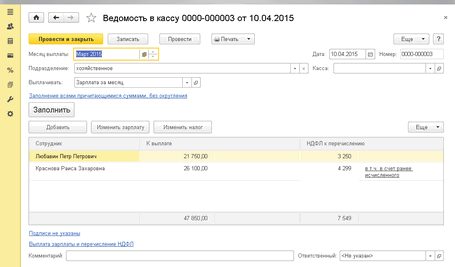 Ведомость в кассу 0000-000003 от 10.04.2015
Провести и закрыть Записать Провести Печать Еще ?
Месяц выплаты: Март 2015 Дата: 10.04.2015 Номер: 0000-000003
Подразделение: хозяйственное Касса:
Выплачивать: Зарплата за месяц
Заполнение всеми причитающимися суммами, без округления
Заполнить
Добавить Изменить зарплату Изменить налог Еще
Сотрудник К выплате НДФЛ к перечислению
Любавин Петр Петрович 21 750,00 3 250
Краснова Раиса Захаровна 26 100,00 4 299 в т.ч. в счет ранее
исчисленного
47 850,00 7 549
Подписи не указаны
Выплата зарплаты и перечисление НДФЛ
Комментарий: Ответственный: <Не указан>